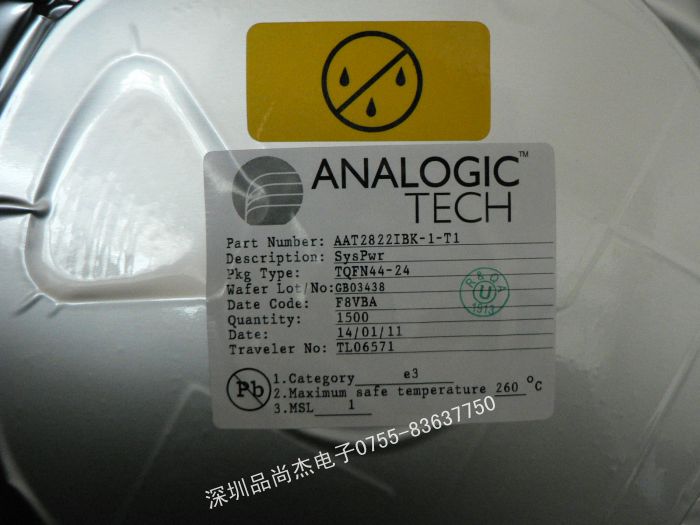 ANALOGIC™
TECH
Part Number: AAT2822IBK-1-T1
Description: SysPwr
Pkg Type: TQFN44-24
Wafer Lot/No: GB03438
Date Code: F8VBA
Quantity: 1500
Date: 14/01/11
Traveler No: TL06571
R & Q A
U
1913
Pb
1.Category e3
2.Maximum safe temperature 260 °C
3.MSL 1
深圳品尚杰电子0755-83637750